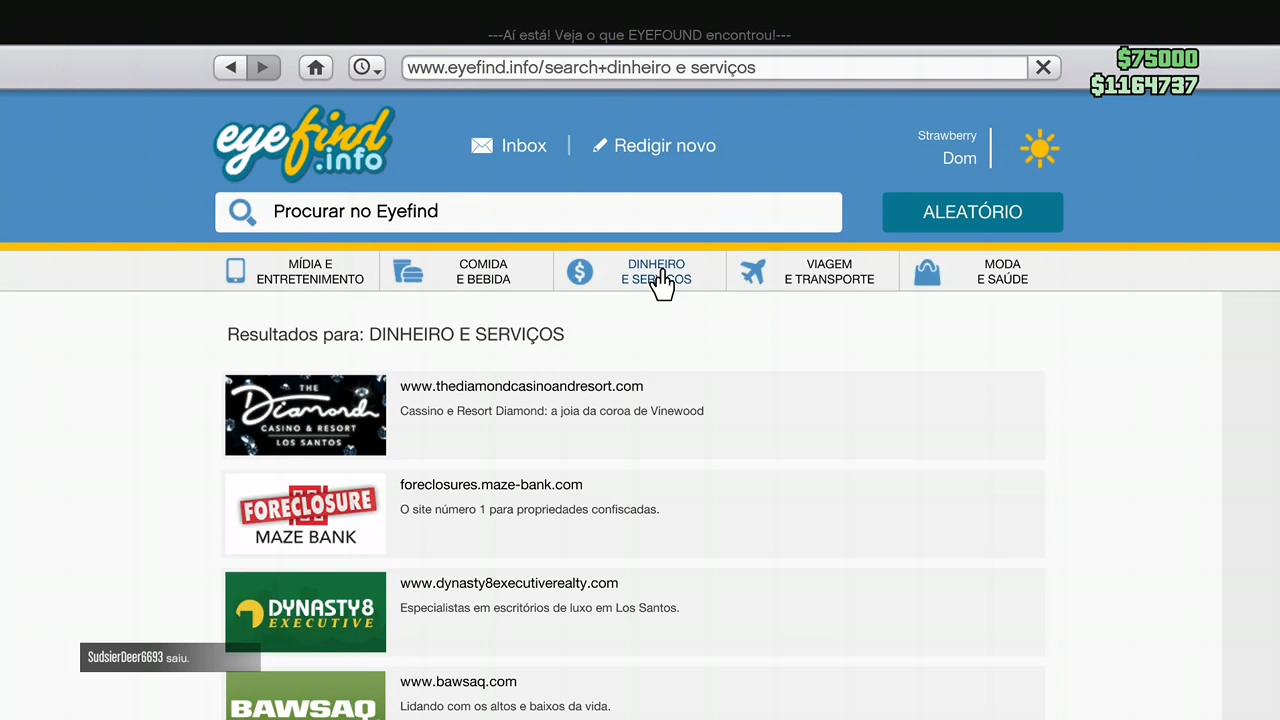 ---Aí está! Veja o que EYEFOUND encontrou!---
www.eyefind.info/search+dinheiro e serviços
$75000
$1164737
eyefind
.info
Inbox
Redigir novo
Strawberry
Dom
Procurar no Eyefind
ALEATÓRIO
MÍDIA E
ENTRETENIMENTO
COMIDA
E BEBIDA
DINHEIRO
E SERVIÇOS
VIAGEM
E TRANSPORTE
MODA
E SAÚDE
Resultados para: DINHEIRO E SERVIÇOS
THE
Diamond
CASINO & RESORT
LOS SANTOS
www.thediamondcasinoandresort.com
Cassino e Resort Diamond: a joia da coroa de Vinewood
FORECLOSURE
MAZE BANK
foreclosures.maze-bank.com
O site número 1 para propriedades confiscadas.
DYNASTY8
EXECUTIVE
www.dynasty8executiverealty.com
Especialistas em escritórios de luxo em Los Santos.
SudsierDeer6693 saiu.
BAWSAQ
www.bawsaq.com
Lidando com os altos e baixos da vida.